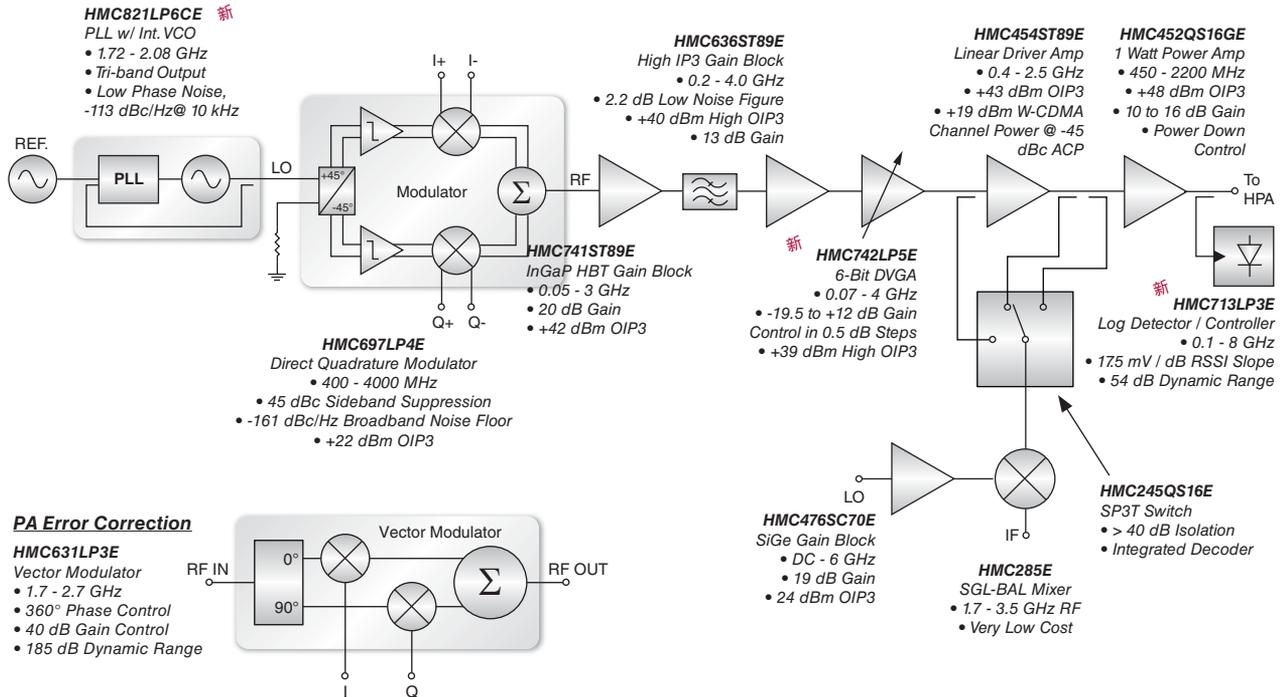 HMC821LP6CE 新
PLL w/ Int. VCO
• 1.72 - 2.08 GHz
• Tri-band Output
• Low Phase Noise,
-113 dBc/Hz@ 10 kHz
REF.
PLL
LO
+45°
-45°
I+ I-
Modulator
Σ
Q+ Q-
RF
HMC697LP4E
Direct Quadrature Modulator
• 400 - 4000 MHz
• 45 dBc Sideband Suppression
• -161 dBc/Hz Broadband Noise Floor
• +22 dBm OIP3
HMC741ST89E
InGaP HBT Gain Block
• 0.05 - 3 GHz
• 20 dB Gain
• +42 dBm OIP3
HMC636ST89E
High IP3 Gain Block
• 0.2 - 4.0 GHz
• 2.2 dB Low Noise Figure
• +40 dBm High OIP3
• 13 dB Gain
新
HMC742LP5E
6-Bit DVGA
• 0.07 - 4 GHz
• -19.5 to +12 dB Gain
Control in 0.5 dB Steps
• +39 dBm High OIP3
HMC454ST89E
Linear Driver Amp
• 0.4 - 2.5 GHz
• +43 dBm OIP3
• +19 dBm W-CDMA
Channel Power @ -45
dBc ACP
HMC452QS16GE
1 Watt Power Amp
• 450 - 2200 MHz
• +48 dBm OIP3
• 10 to 16 dB Gain
• Power Down
Control
To
HPA
新
HMC713LP3E
Log Detector / Controller
• 0.1 - 8 GHz
• 17.5 mV / dB RSSI Slope
• 54 dB Dynamic Range
HMC245QS16E
SP3T Switch
• > 40 dB Isolation
• Integrated Decoder
LO
IF
HMC476SC70E
SiGe Gain Block
• DC - 6 GHz
• 19 dB Gain
• 24 dBm OIP3
HMC285E
SGL-BAL Mixer
• 1.7 - 3.5 GHz RF
• Very Low Cost
PA Error Correction
HMC631LP3E
Vector Modulator
• 1.7 - 2.7 GHz
• 360° Phase Control
• 40 dB Gain Control
• 185 dB Dynamic Range
Vector Modulator
RF IN
0°
90°
Σ
RF OUT
I Q